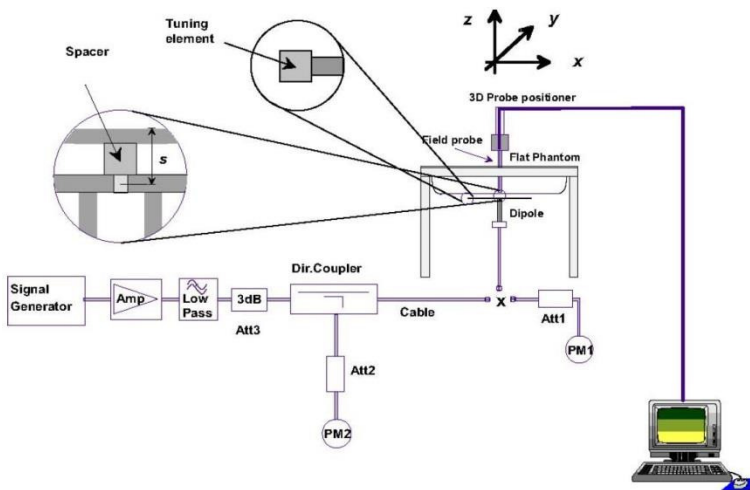 Tuning
element
Spacer
s
z
y
x
3D Probe positioner
Field probe
Flat Phantom
Dipole
Dir.Coupler
Signal
Generator
Amp
Low
Pass
3dB
Att3
Cable
x
Att1
PM1
Att2
PM2